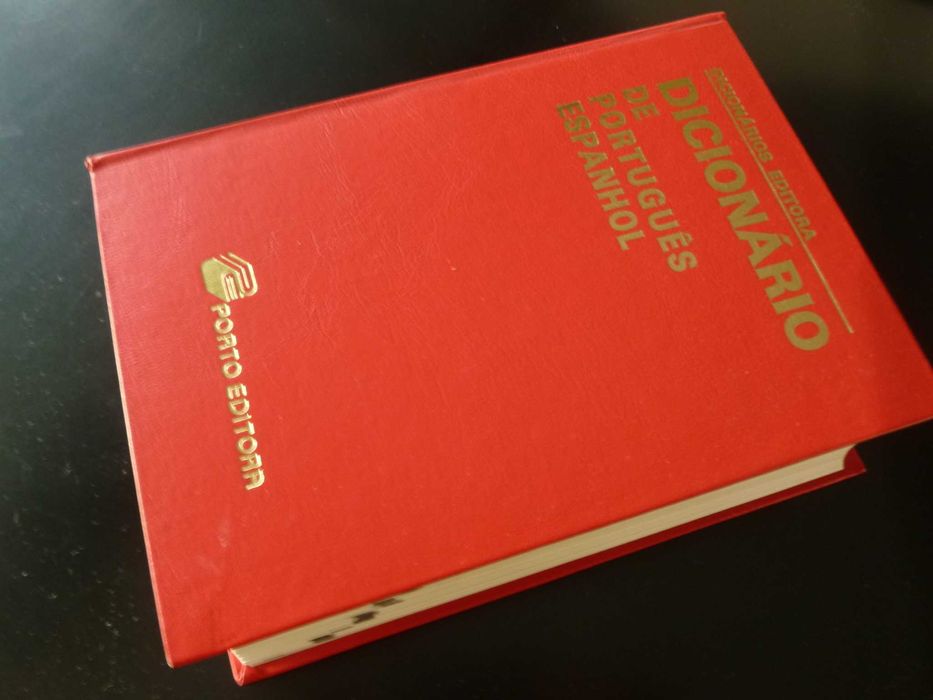 DICIONÁRIOS EDITORA
DICIONÁRIO
DE
PORTUGUÊS
ESPANHOL
PORTO EDITORA